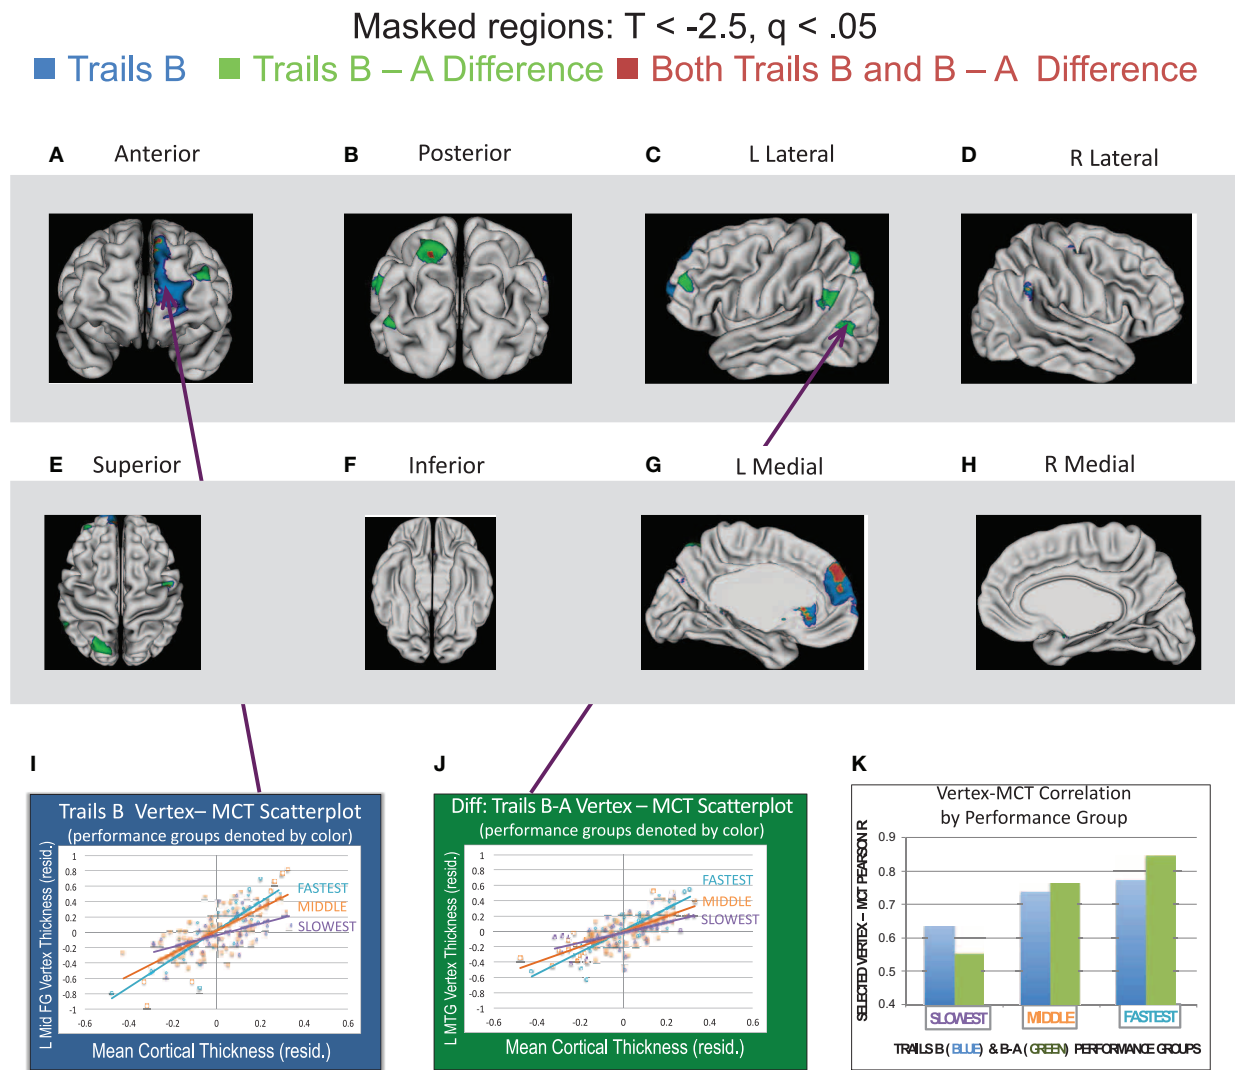 Masked regions: T < -2.5, q < .05
Trails B Trails B – A Difference Both Trails B and B – A Difference
A Anterior B Posterior C L Lateral D R Lateral
E Superior F Inferior G L Medial H R Medial
I
Trails B Vertex– MCT Scatterplot
(performance groups denoted by color)
L Mid FG Vertex Thickness (resid.)
1
0.8
0.6
0.4
0.2
0
-0.2
-0.4
-0.6
-0.8
-1
FASTEST
MIDDLE
SLOWEST
-0.6 -0.4 -0.2 0 0.2 0.4 0.6
Mean Cortical Thickness (resid.)
J
Diff: Trails B-A Vertex – MCT Scatterplot
(performance groups denoted by color)
L MTG Vertex Thickness (resid.)
1
0.8
0.6
0.4
0.2
0
-0.2
-0.4
-0.6
-0.8
-1
FASTEST
MIDDLE
SLOWEST
-0.6 -0.4 -0.2 0 0.2 0.4 0.6
Mean Cortical Thickness (resid.)
K
Vertex-MCT Correlation
by Performance Group
SELECTED VERTEX – MCT PEARSON R
0.9
0.8
0.7
0.6
0.5
0.4
SLOWEST MIDDLE FASTEST
TRAILS B ( BLUE) & B-A ( GREEN) PERFORMANCE GROUPS